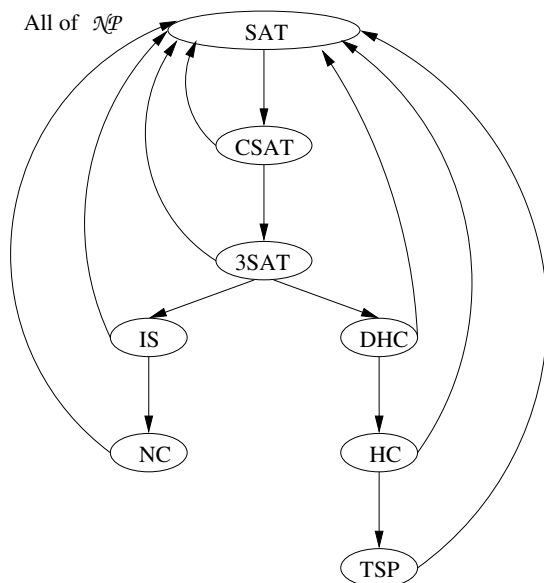 All of NP
SAT
CSAT
3SAT
IS
DHC
NC
HC
TSP